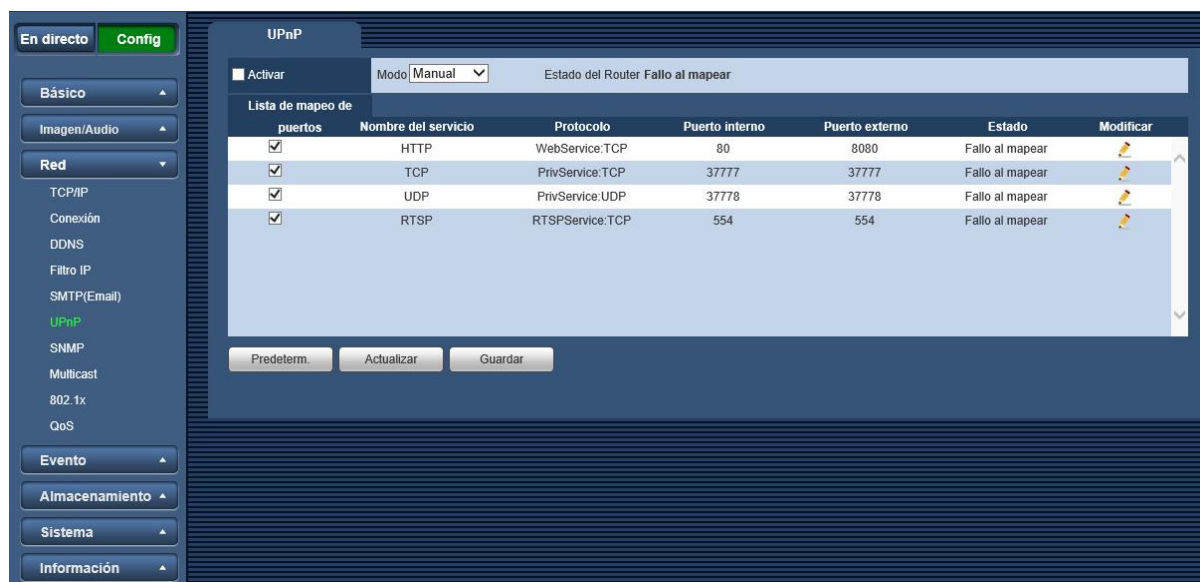 En directo
Config
Básico
Imagen/Audio
Red
TCP/IP
Conexión
DDNS
Filtro IP
SMTP(Email)
UPnP
SNMP
Multicast
802.1x
QoS
Evento
Almacenamiento
Sistema
Información
UPnP
Activar Modo Manual Estado del Router Fallo al mapear
Lista de mapeo de
puertos Nombre del servicio Protocolo Puerto interno Puerto externo Estado Modificar
HTTP WebService:TCP 80 8080 Fallo al mapear
TCP PrivService:TCP 37777 37777 Fallo al mapear
UDP PrivService:UDP 37778 37778 Fallo al mapear
RTSP RTSPService:TCP 554 554 Fallo al mapear
Predeterm. Actualizar Guardar